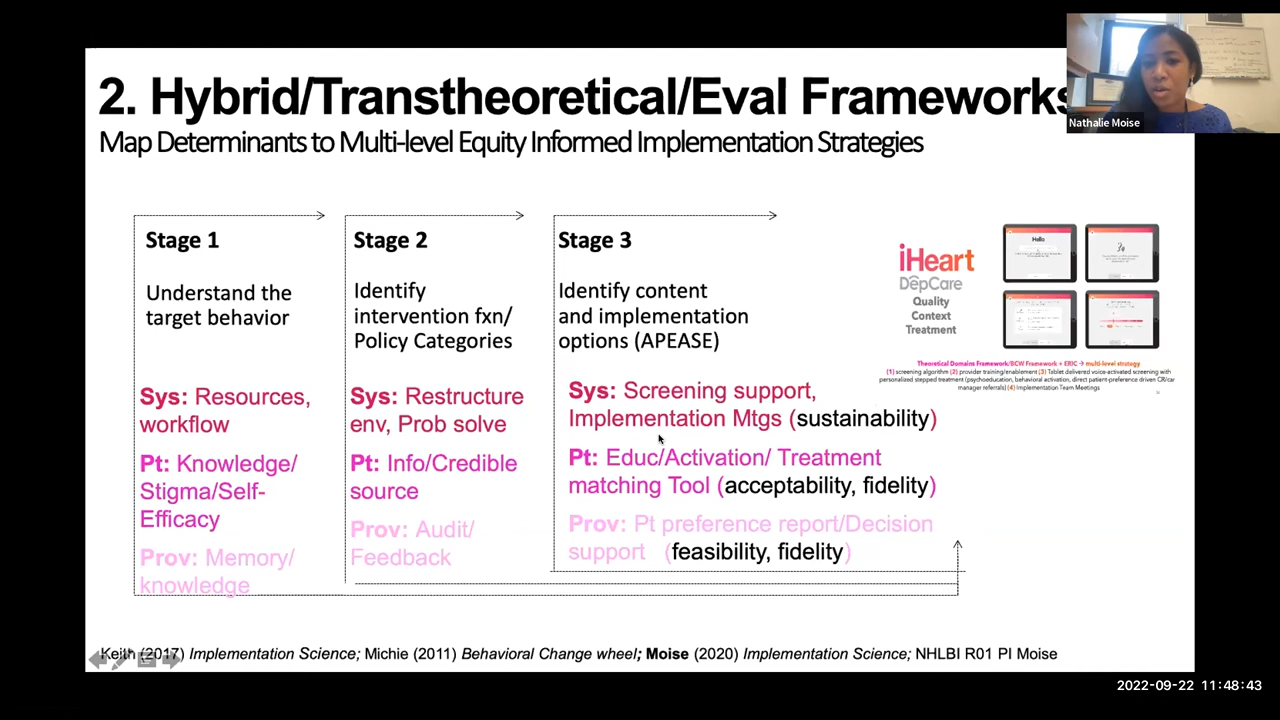 2. Hybrid/Transtheoretical/Eval Frameworks
Map Determinants to Multi-level Equity Informed Implementation Strategies
Nathalie Moise
Stage 1
Understand the
target behavior
Sys: Resources,
workflow
Pt: Knowledge/
Stigma/Self-
Efficacy
Prov: Memory/
knowledge
Stage 2
Identify
intervention fxn/
Policy Categories
Sys: Restructure
env, Prob solve
Pt: Info/Credible
source
Prov: Audit/
Feedback
Stage 3
Identify content
and implementation
options (APEASE)
Sys: Screening support,
Implementation Mtgs (sustainability)
Pt: Educ/Activation/ Treatment
matching Tool (acceptability, fidelity)
Prov: Pt preference report/Decision
support (feasibility, fidelity)
iHeart
DepCare
Quality
Context
Treatment
Hello
Theoretical Domains Framework/BCW Framework + ERIC → multi-level strategy
(1) screening algorithm (2) provider training/enablement (3) Tablet delivered voice-activated screening with
personalized stepped treatment (psychoeducation, behavioral activation, direct patient-preference driven CR/car
manager referrals) (4) Implementation Team Meetings
Keith (2017) Implementation Science; Michie (2011) Behavioral Change wheel; Moise (2020) Implementation Science; NHLBI R01 PI Moise
2022-09-22 11:48:43